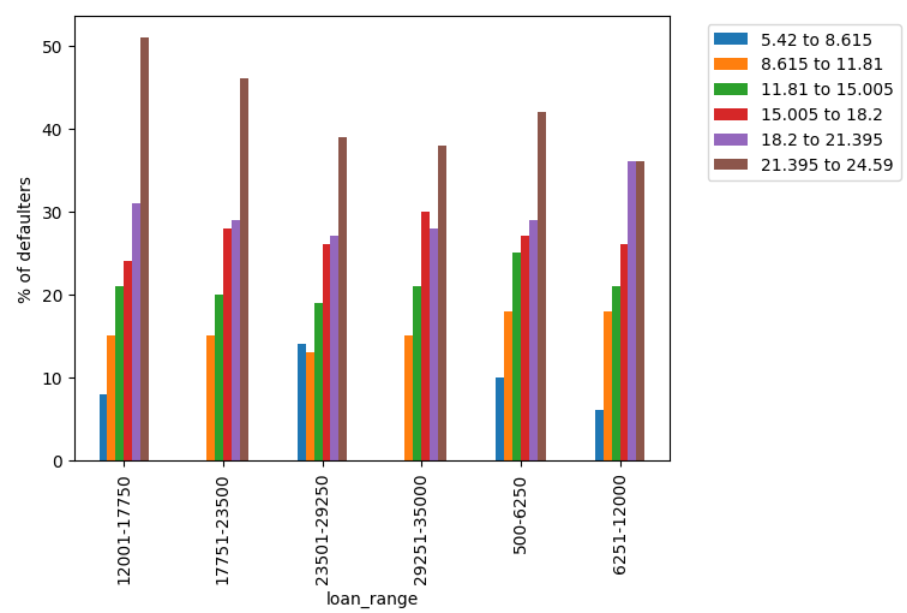 50
40
30
20
10
0
% of defaulters
12001-17750
17751-23500
23501-29250
29251-35000
500-6250
6251-12000
loan_range
5.42 to 8.615
8.615 to 11.81
11.81 to 15.005
15.005 to 18.2
18.2 to 21.395
21.395 to 24.59